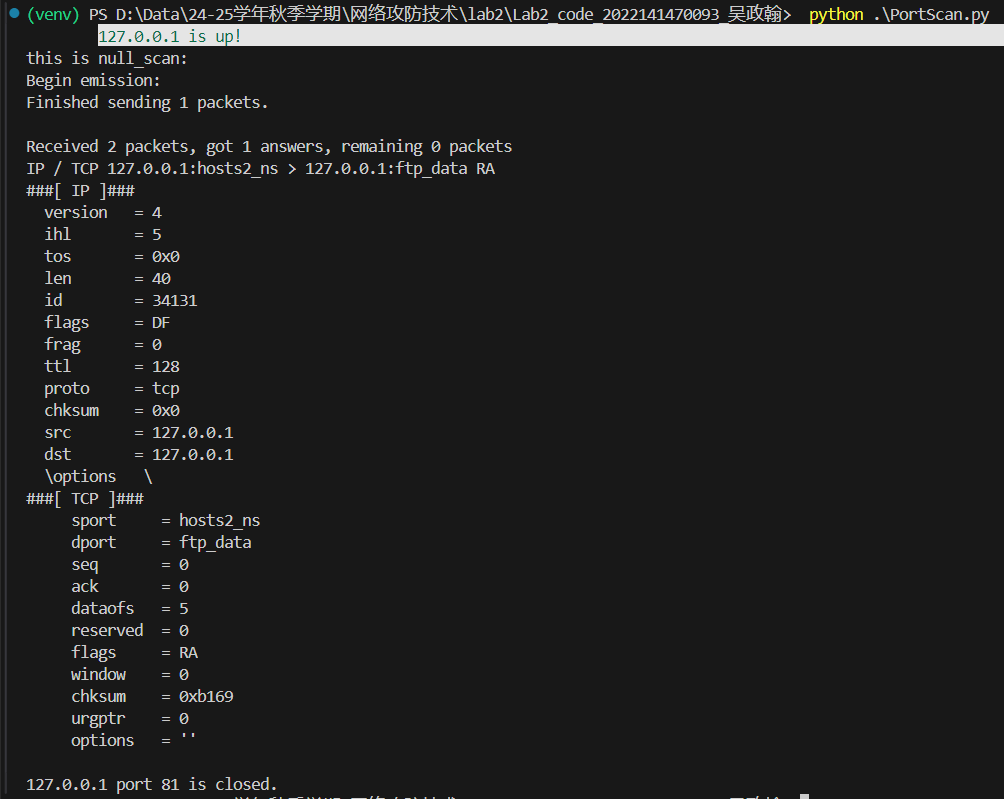 (venv) PS D:\Data\24-25学年秋季学期\网络攻防技术\lab2\Lab2_code_2022141470093_吴政翰> python .\PortScan.py
127.0.0.1 is up!
this is null_scan:
Begin emission:
Finished sending 1 packets.
Received 2 packets, got 1 answers, remaining 0 packets
IP / TCP 127.0.0.1:hosts2_ns > 127.0.0.1:ftp_data RA
###[ IP ]###
version = 4
ihl = 5
tos = 0x0
len = 40
id = 34131
flags = DF
frag = 0
ttl = 128
proto = tcp
chksum = 0x0
src = 127.0.0.1
dst = 127.0.0.1
\options \
###[ TCP ]###
sport = hosts2_ns
dport = ftp_data
seq = 0
ack = 0
dataofs = 5
reserved = 0
flags = RA
window = 0
chksum = 0xb169
urgptr = 0
options = ''
127.0.0.1 port 81 is closed.